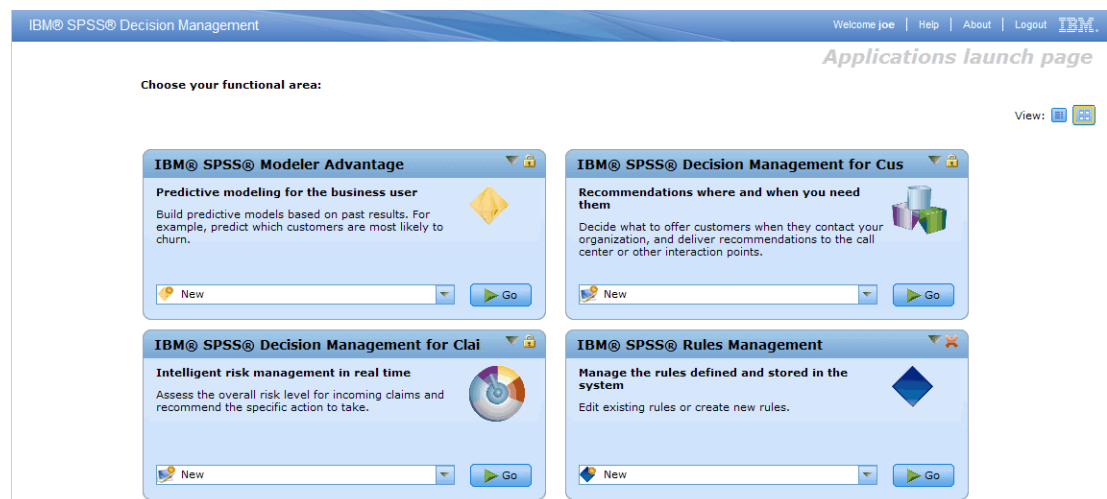 IBM® SPSS® Decision Management
Welcome joe | Help | About | Logout IBM.
Applications launch page
Choose your functional area:
View:
IBM® SPSS® Modeler Advantage
Predictive modeling for the business user
Build predictive models based on past results. For
example, predict which customers are most likely to
churn.
New
Go
IBM® SPSS® Decision Management for Cus
Recommendations where and when you need
them
Decide what to offer customers when they contact your
organization, and deliver recommendations to the call
center or other interaction points.
New
Go
IBM® SPSS® Decision Management for Clai
Intelligent risk management in real time
Assess the overall risk level for incoming claims and
recommend the specific action to take.
New
Go
IBM® SPSS® Rules Management
Manage the rules defined and stored in the
system
Edit existing rules or create new rules.
New
Go